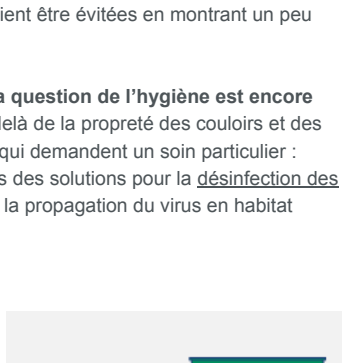 ient être évitées en montrant un peu
a question de l’hygiène est encore
delà de la propreté des couloirs et des
qui demandent un soin particulier :
s des solutions pour la désinfection des
la propagation du virus en habitat